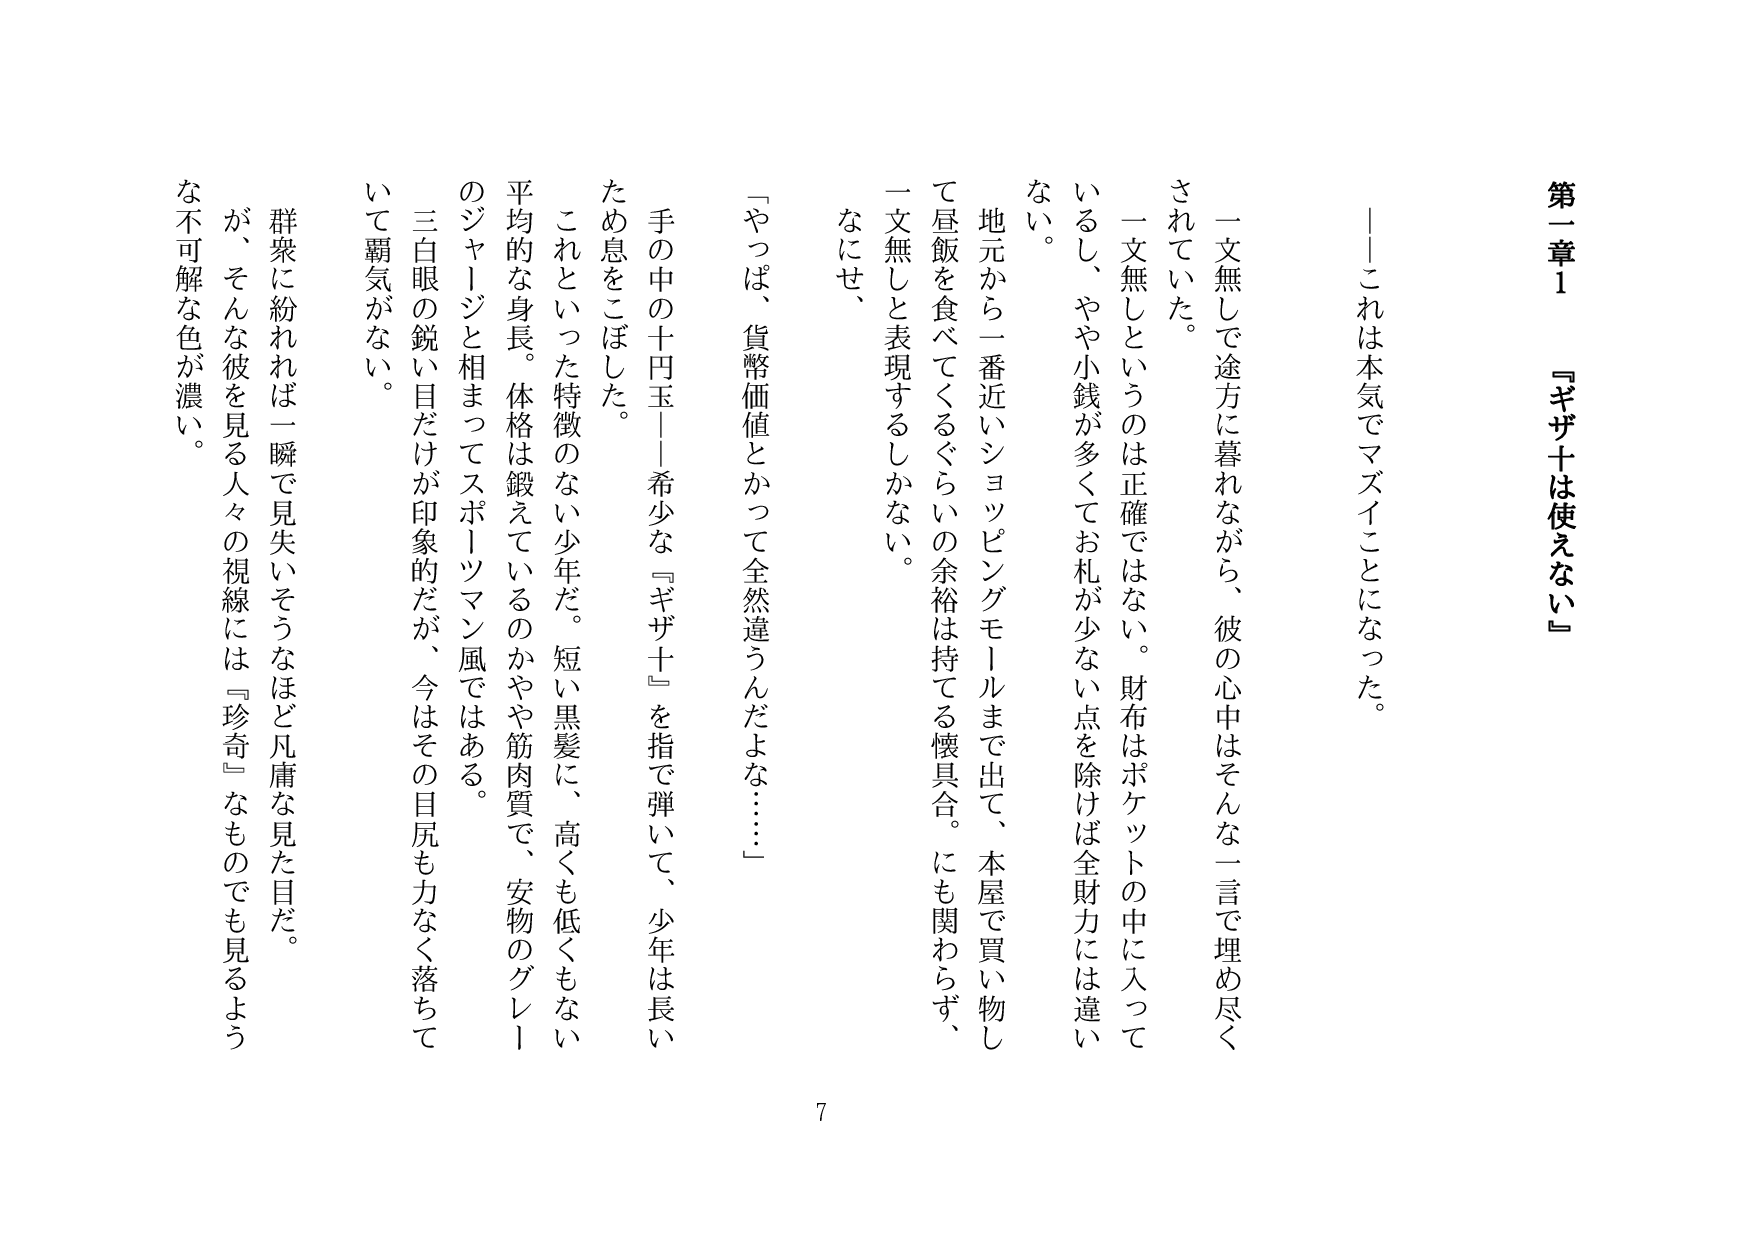 第一章1　『ギザ十は使えない』
――これは本気でマズイことになった。
一文無しで途方に暮れながら、彼の心中はそんな一言で埋め尽く
されていた。
一文無しというのは正確ではない。財布はポケットの中に入って
いるし、やや小銭が多くてお札が少ない点を除けば全財力には違い
ない。
地元から一番近いショッピングモールまで出て、本屋で買い物し
て昼飯を食べてくるぐらいの余裕は持てる懐具合。にも関わらず、
一文無しと表現するしかない。
なにせ、
「やっぱ、貨幣価値とかって全然違うんだよな……」
手の中の十円玉――希少な『ギザ十』を指で弾いて、少年は長い
ため息をこぼした。
これといった特徴のない少年だ。短い黒髪に、高くも低くもない
平均的な身長。体格は鍛えているのかやや筋肉質で、安物のグレー
のジャージと相まってスポーツマン風ではある。
三白眼の鋭い目だけが印象的だが、今はその目尻も力なく落ちて
いて覇気がない。
群衆に紛れれば一瞬で見失いそうなほど凡庸な見た目だ。
が、そんな彼を見る人々の視線には『珍奇』なものでも見るよう
な不可解な色が濃い。
7